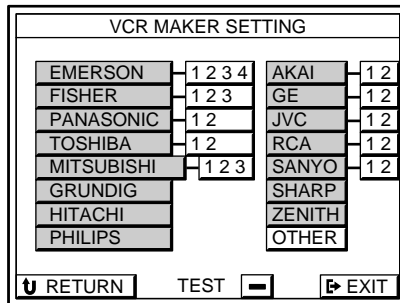 VCR MAKER SETTING
EMERSON 1 2 3 4 AKAI 1 2
FISHER 1 2 3 GE 1 2
PANASONIC 1 2 JVC 1 2
TOSHIBA 1 2 RCA 1 2
MITSUBISHI 1 2 3 SANYO 1 2
GRUNDIG SHARP
HITACHI ZENITH
PHILIPS OTHER
RETURN TEST EXIT